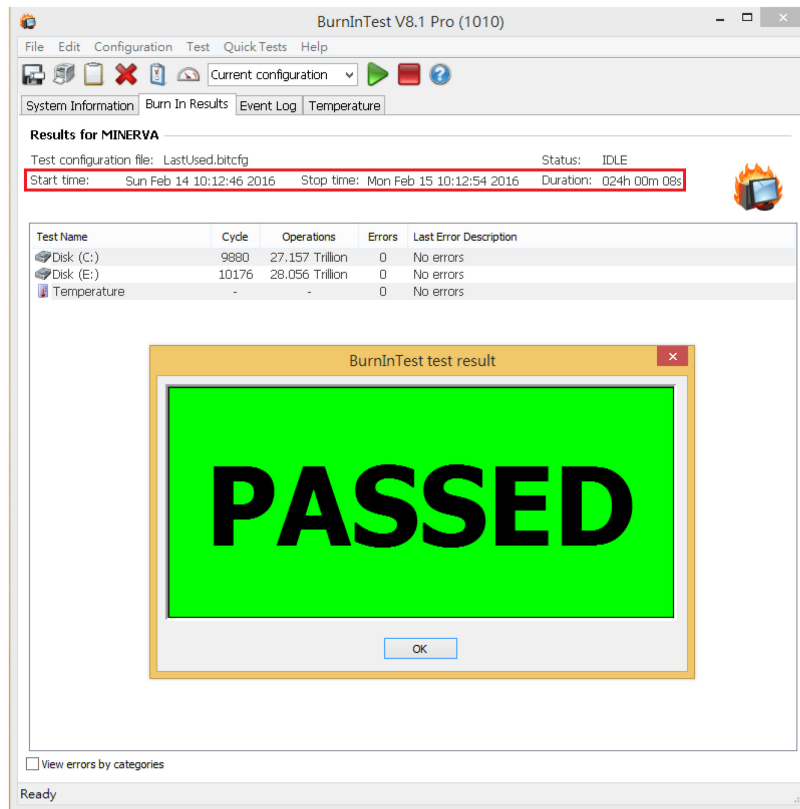 BurnInTest V8.1 Pro (1010)
File Edit Configuration Test Quick Tests Help
Current configuration
System Information Burn In Results Event Log Temperature
Results for MINERVA
Test configuration file: LastUsed.bitcfg Status: IDLE
Start time: Sun Feb 14 10:12:46 2016 Stop time: Mon Feb 15 10:12:54 2016 Duration: 024h 00m 08s
Test Name Cycle Operations Errors Last Error Description
Disk (C:) 9880 27.157 Trillion 0 No errors
Disk (E:) 10176 28.056 Trillion 0 No errors
Temperature - - 0 No errors
BurnInTest test result
PASSED
OK
View errors by categories
Ready